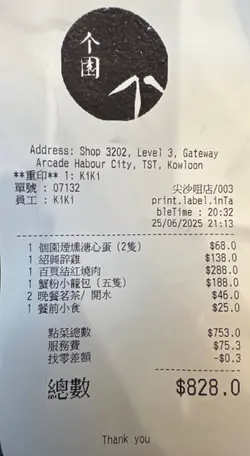 个
園
Address: Shop 3202, Level 3, Gateway
Arcade Habour City, TST, Kowloon
**重印** 1: KiKi
單號 : 07132 尖沙咀店/003
員工 : KiKi print.label.inTa
bleTime : 20:32
25/06/2025 21:13
1 個園煙燻溏心蛋(2隻) $68.0
1 紹興醉雞 $138.0
1 百頁結紅燒肉 $288.0
1 蟹粉小籠包(五隻) $188.0
2 晚餐茗茶/ 開水 $46.0
1 餐前小食 $25.0
點菜總數 $753.0
服務費 $75.3
找零差額 -$0.3
總數 $828.0
Thank you